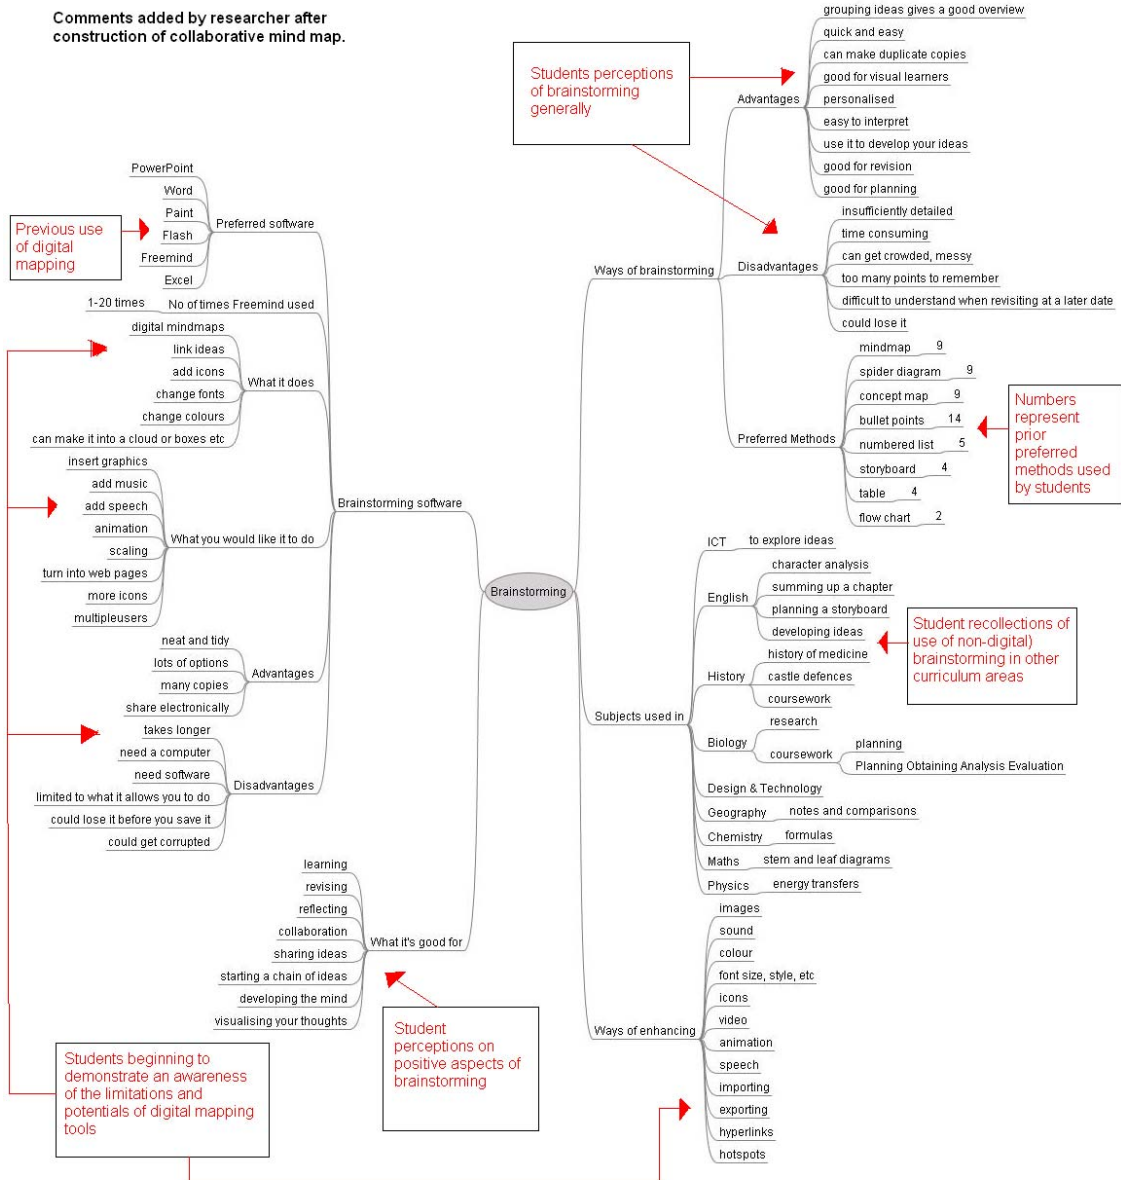 Comments added by researcher after
construction of collaborative mind map.
Brainstorming
Brainstorming software
Preferred software
PowerPoint
Word
Paint
Flash
Freemind
Excel
Previous use
of digital
mapping
No of times Freemind used
1-20 times
What it does
digital mindmaps
link ideas
add icons
change fonts
change colours
can make it into a cloud or boxes etc
What you would like it to do
insert graphics
add music
add speech
animation
scaling
turn into web pages
more icons
multipleusers
Advantages
neat and tidy
lots of options
many copies
share electronically
Disadvantages
takes longer
need a computer
need software
limited to what it allows you to do
could lose it before you save it
could get corrupted
What it's good for
learning
revising
reflecting
collaboration
sharing ideas
starting a chain of ideas
developing the mind
visualising your thoughts
Students beginning to
demonstrate an awareness
of the limitations and
potentials of digital mapping
tools
Student
perceptions on
positive aspects of
brainstorming
Ways of brainstorming
Students perceptions
of brainstorming
generally
Advantages
grouping ideas gives a good overview
quick and easy
can make duplicate copies
good for visual learners
personalised
easy to interpret
use it to develop your ideas
good for revision
good for planning
Disadvantages
insufficiently detailed
time consuming
can get crowded, messy
too many points to remember
difficult to understand when revisiting at a later date
could lose it
Preferred Methods
mindmap 9
spider diagram 9
concept map 9
bullet points 14
numbered list 5
storyboard 4
table 4
flow chart 2
Numbers
represent
prior
preferred
methods used
by students
Subjects used in
ICT to explore ideas
English
character analysis
summing up a chapter
planning a storyboard
developing ideas
History
history of medicine
castle defences
coursework
Biology
research
coursework
planning
Planning Obtaining Analysis Evaluation
Design & Technology
Geography notes and comparisons
Chemistry formulas
Maths stem and leaf diagrams
Physics energy transfers
Student recollections of
use of non-digital)
brainstorming in other
curriculum areas
Ways of enhancing
images
sound
colour
font size, style, etc
icons
video
animation
speech
importing
exporting
hyperlinks
hotspots